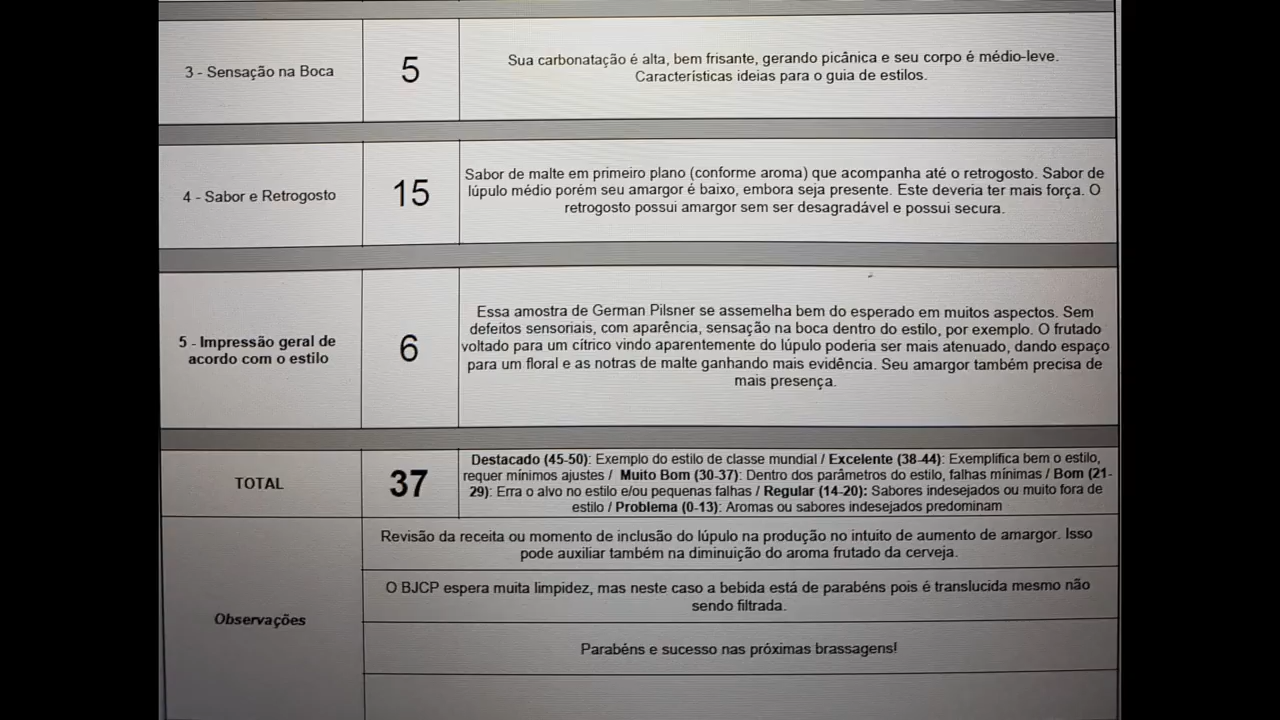 3 - Sensação na Boca
5
Sua carbonatação é alta, bem frisante, gerando picânica e seu corpo é médio-leve.
Características ideias para o guia de estilos.
4 - Sabor e Retrogosto
15
Sabor de malte em primeiro plano (conforme aroma) que acompanha até o retrogosto. Sabor de
lúpulo médio porém seu amargor é baixo, embora seja presente. Este deveria ter mais força. O
retrogosto possui amargor sem ser desagradável e possui secura.
5 - Impressão geral de
acordo com o estilo
6
Essa amostra de German Pilsner se assemelha bem do esperado em muitos aspectos. Sem
defeitos sensoriais, com aparência, sensação na boca dentro do estilo, por exemplo. O frutado
voltado para um cítrico vindo aparentemente do lúpulo poderia ser mais atenuado, dando espaço
para um floral e as notras de malte ganhando mais evidência. Seu amargor também precisa de
mais presença.
TOTAL
37
Destacado (45-50): Exemplo do estilo de classe mundial / Excelente (38-44): Exemplifica bem o estilo,
requer mínimos ajustes / Muito Bom (30-37): Dentro dos parâmetros do estilo, falhas mínimas / Bom (21-
29): Erra o alvo no estilo e/ou pequenas falhas / Regular (14-20): Sabores indesejados ou muito fora de
estilo / Problema (0-13): Aromas ou sabores indesejados predominam
Observações
Revisão da receita ou momento de inclusão do lúpulo na produção no intuito de aumento de amargor. Isso
pode auxiliar também na diminuição do aroma frutado da cerveja.
O BJCP espera muita limpidez, mas neste caso a bebida está de parabéns pois é translucida mesmo não
sendo filtrada.
Parabéns e sucesso nas próximas brassagens!